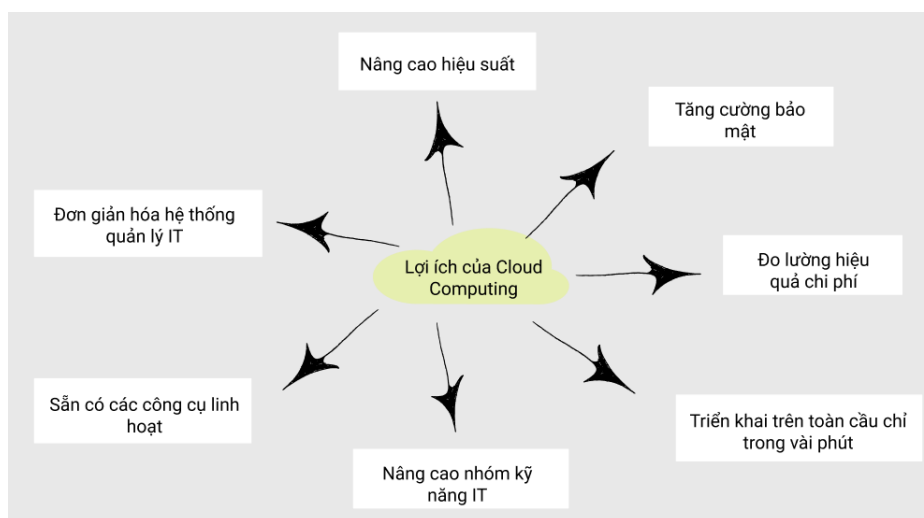 Nâng cao hiệu suất
Tăng cường bảo
mật
Đơn giản hóa hệ thống
quản lý IT
Lợi ích của Cloud
Computing
Đo lường hiệu
quả chi phí
Sẵn có các công cụ linh
hoạt
Triển khai trên toàn cầu chỉ
trong vài phút
Nâng cao nhóm kỹ
năng IT